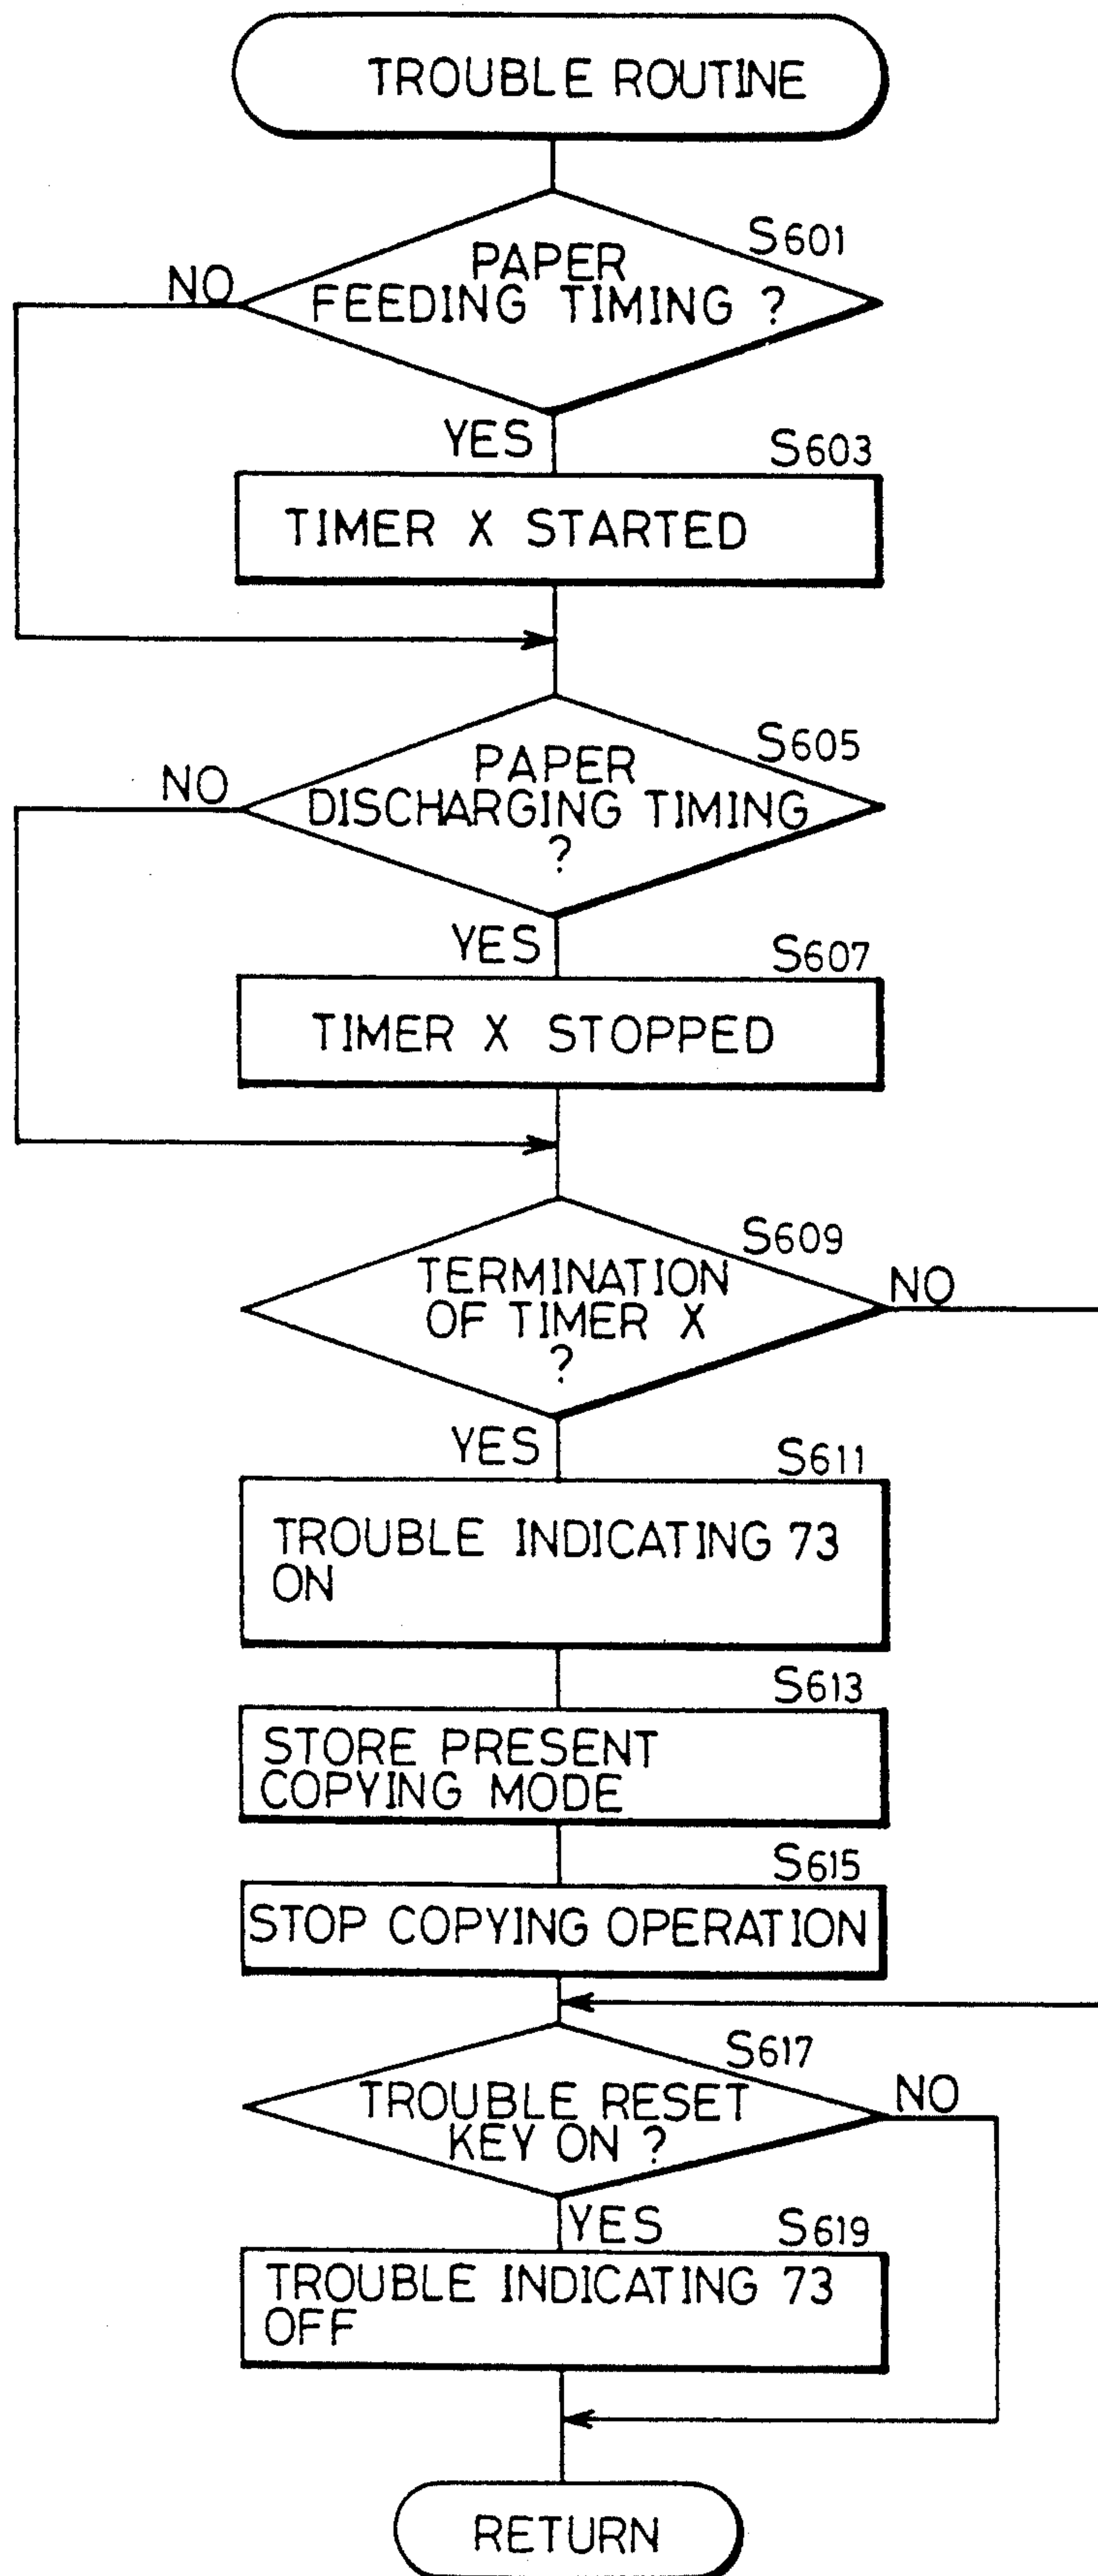 TROUBLE ROUTINE
S601
PAPER
NO
FEEDING TIMING ?
YES
S603
TIMER X STARTED
S605
PAPER
NO
DISCHARGING TIMING
?
YES
S607
TIMER X STOPPED
S609
TERMINATION
NO
OF TIMER X
?
YES
S611
TROUBLE INDICATING 73
ON
S613
STORE PRESENT
COPYING MODE
S615
STOP COPYING OPERATION
S617
TROUBLE RESET
NO
KEY ON ?
YES
S619
TROUBLE INDICATING 73
OFF
RETURN